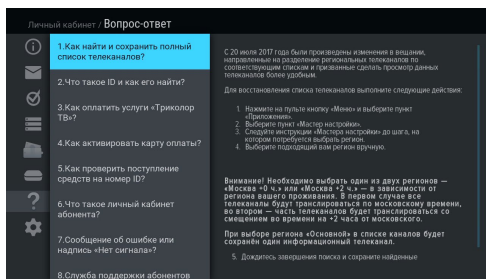 Личный кабинет / Вопрос-ответ
1.Как найти и сохранить полный
список телеканалов?
2.Что такое ID и как его найти?
3.Как оплатить услуги «Триколор
ТВ»?
4.Как активировать карту оплаты?
5.Как проверить поступление
средств на номер ID?
6.Что такое личный кабинет
абонента?
7.Сообщение об ошибке или
надпись «Нет сигнала»?
8.Служба поддержки абонентов
С 20 июля 2017 года были произведены изменения в вещании,
направленные на разделение региональных телеканалов по
соответствующим спискам и призванные сделать просмотр данных
телеканалов более удобным.
Для восстановления списка телеканалов выполните следующие действия:
1. Нажмите на пульте кнопку «Меню» и выберите пункт
«Приложения».
2. Выберите пункт «Мастер настройки».
3. Следуйте инструкции «Мастера настройки» до шага, на
котором потребуется выбрать регион.
4. Выберите подходящий вам регион вручную.
Внимание! Необходимо выбрать один из двух регионов —
«Москва +0 ч.» или «Москва +2 ч.» — в зависимости от
региона вашего проживания. В первом случае все
телеканалы будут транслироваться по московскому времени,
во втором — часть телеканалов будет транслироваться со
смещением во времени на +2 часа от московского.
При выборе региона «Основной» в списке каналов будет
сохранён один информационный телеканал.
5. Дождитесь завершения поиска и сохраните найденные